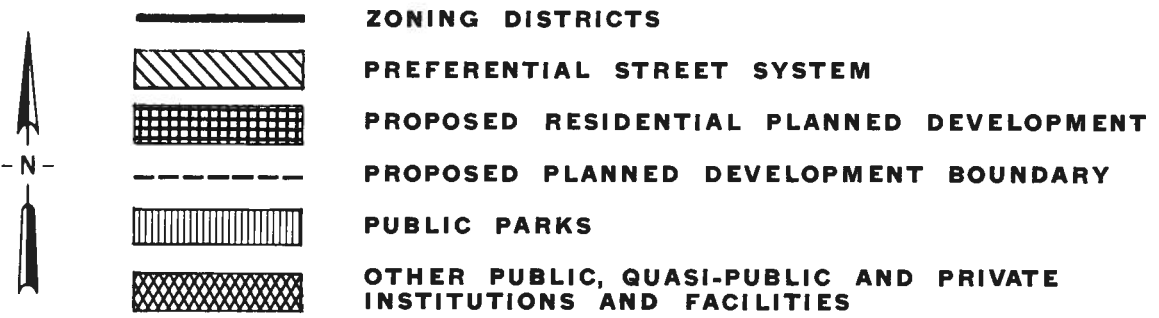 ZONING DISTRICTS
PREFERENTIAL STREET SYSTEM
PROPOSED RESIDENTIAL PLANNED DEVELOPMENT
-N-
PROPOSED PLANNED DEVELOPMENT BOUNDARY
PUBLIC PARKS
OTHER PUBLIC, QUASI-PUBLIC AND PRIVATE
INSTITUTIONS AND FACILITIES